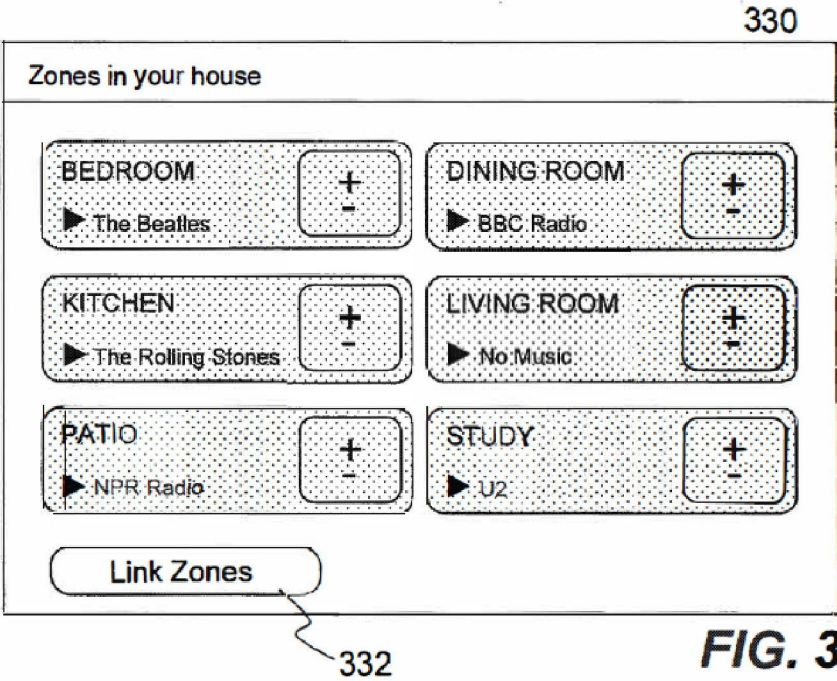 330
Zones in your house
BEDROOM
+
-
▶ The Beatles
DINING ROOM
+
-
▶ BBC Radio
KITCHEN
+
-
▶ The Rolling Stones
LIVING ROOM
+
-
▶ No Music
PATIO
+
-
▶ NPR Radio
STUDY
+
-
▶ U2
Link Zones
332
FIG. 3